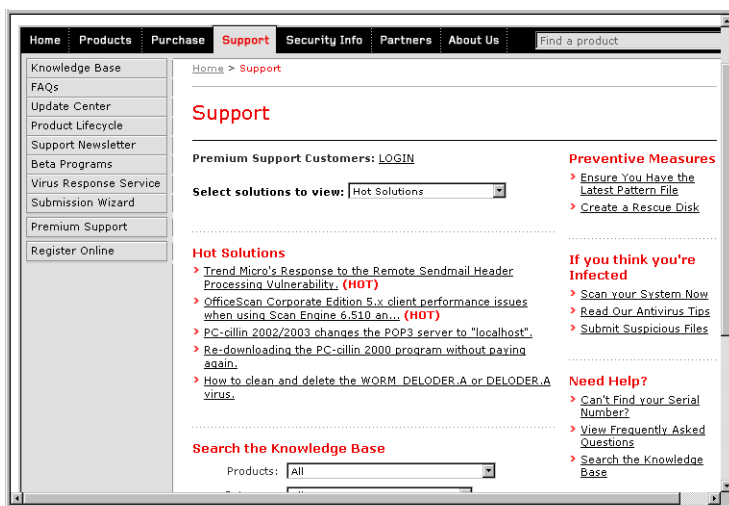 Home Products Purchase Support Security Info Partners About Us Find a product
Knowledge Base
FAQs
Update Center
Product Lifecycle
Support Newsletter
Beta Programs
Virus Response Service
Submission Wizard
Premium Support
Register Online
Home > Support
Support
Premium Support Customers: LOGIN
Select solutions to view: Hot Solutions
Hot Solutions
> Trend Micro's Response to the Remote Sendmail Header
Processing Vulnerability. (HOT)
> OfficeScan Corporate Edition 5.x client performance issues
when using Scan Engine 6.510 an... (HOT)
> PC-cillin 2002/2003 changes the POP3 server to "localhost".
> Re-downloading the PC-cillin 2000 program without paying
again.
> How to clean and delete the WORM_DELODER.A or DELODER.A
virus.
Search the Knowledge Base
Products: All
Preventive Measures
> Ensure You Have the
Latest Pattern File
> Create a Rescue Disk
If you think you're
Infected
> Scan your System Now
> Read Our Antivirus Tips
> Submit Suspicious Files
Need Help?
> Can't Find your Serial
Number?
> View Frequently Asked
Questions
> Search the Knowledge
Base